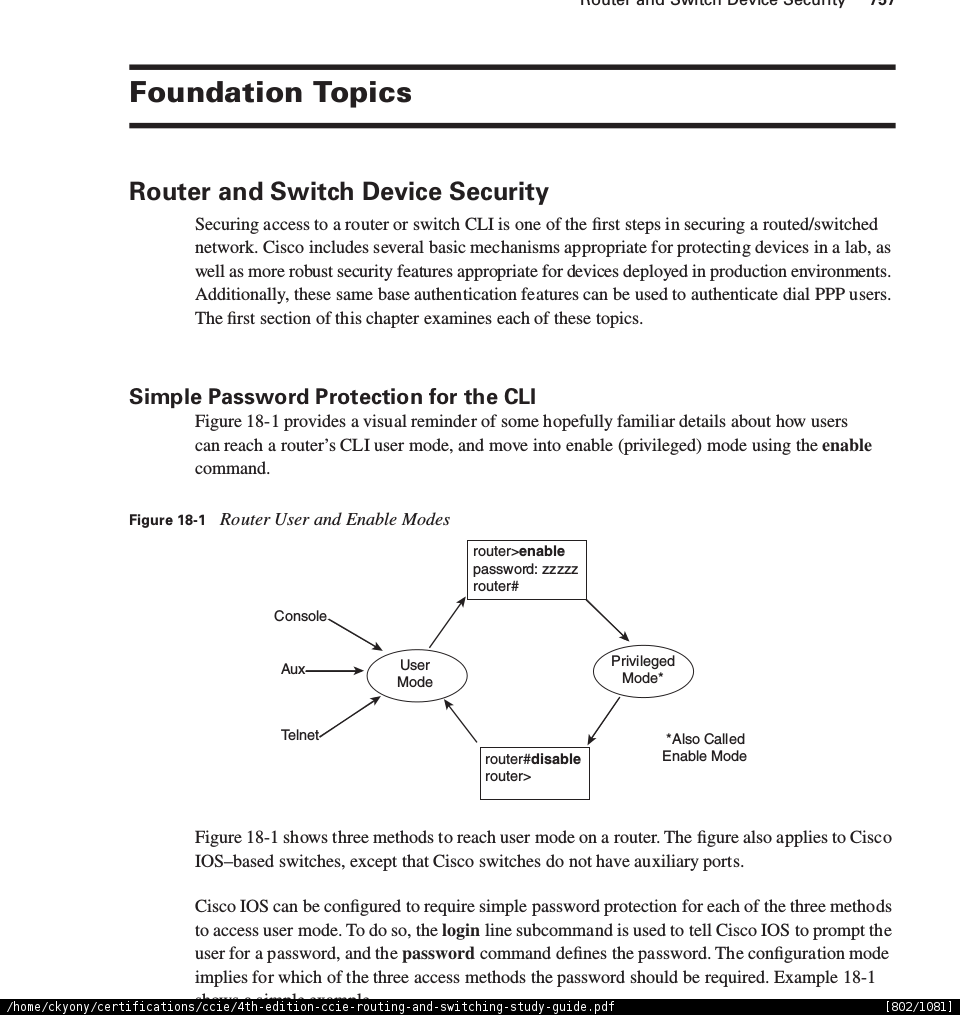 Router and Switch Device Security 757
Foundation Topics
Router and Switch Device Security
Securing access to a router or switch CLI is one of the first steps in securing a routed/switched
network. Cisco includes several basic mechanisms appropriate for protecting devices in a lab, as
well as more robust security features appropriate for devices deployed in production environments.
Additionally, these same base authentication features can be used to authenticate dial PPP users.
The first section of this chapter examines each of these topics.
Simple Password Protection for the CLI
Figure 18-1 provides a visual reminder of some hopefully familiar details about how users
can reach a router's CLI user mode, and move into enable (privileged) mode using the enable
command.
Figure 18-1 Router User and Enable Modes
router>enable
password: zzzzz
router#
Console
Aux
Telnet
User
Mode
Privileged
Mode*
router#disable
router>
*Also Called
Enable Mode
Figure 18-1 shows three methods to reach user mode on a router. The figure also applies to Cisco
IOS–based switches, except that Cisco switches do not have auxiliary ports.
Cisco IOS can be configured to require simple password protection for each of the three methods
to access user mode. To do so, the login line subcommand is used to tell Cisco IOS to prompt the
user for a password, and the password command defines the password. The configuration mode
implies for which of the three access methods the password should be required. Example 18-1
shows a simple example.
/home/ckyony/certifications/ccie/4th-edition-ccie-routing-and-switching-study-guide.pdf [802/1081]